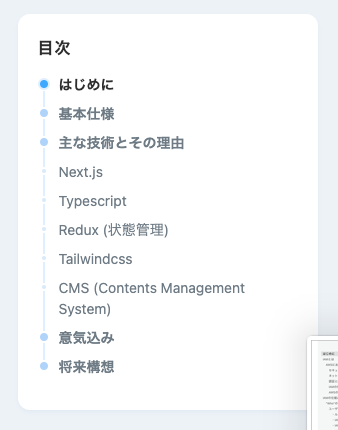 目次
はじめに
基本仕様
主な技術とその理由
Next.js
Typescript
Redux (状態管理)
Tailwindcss
CMS (Contents Management
System)
意気込み
将来構想